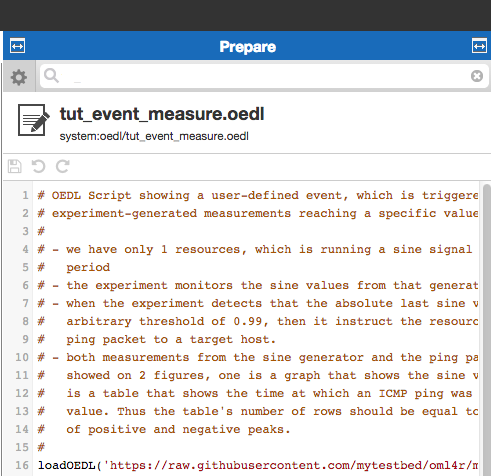 Prepare
tut_event_measure.oedl
system:oedl/tut_event_measure.oedl
1 # OEDL Script showing a user-defined event, which is triggere
2 # experiment-generated measurements reaching a specific value
3 #
4 # - we have only 1 resources, which is running a sine signal
5 #   period
6 # - the experiment monitors the sine values from that generat
7 # - when the experiment detects that the absolute last sine v
8 #   arbitrary threshold of 0.99, then it instruct the resourc
9 #   ping packet to a target host.
10 # - both measurements from the sine generator and the ping pa
11 #   showed on 2 figures, one is a graph that shows the sine v
12 #   is a table that shows the time at which an ICMP ping was
13 #   value. Thus the table's number of rows should be equal to
14 #   of positive and negative peaks.
15 #
16 loadOEDL('https://raw.githubusercontent.com/mytestbed/oml4r/m